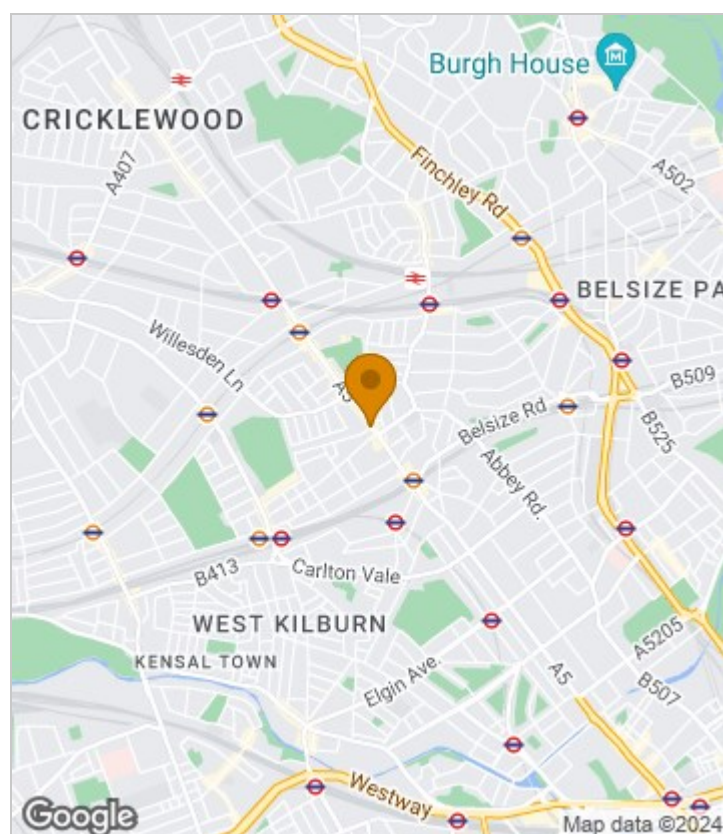 Burgh House
M
CRICKLEWOOD
A407
A502
Finchley Rd
BELSIZE PA
Willesden Ln
A5
B509
Belsize Rd
B525
Abbey Rd.
B413
Carlton Vale
WEST KILBURN
A5205
KENSAL TOWN
Elgin Ave.
A5
B507
Westway
Google
Map data ©2024